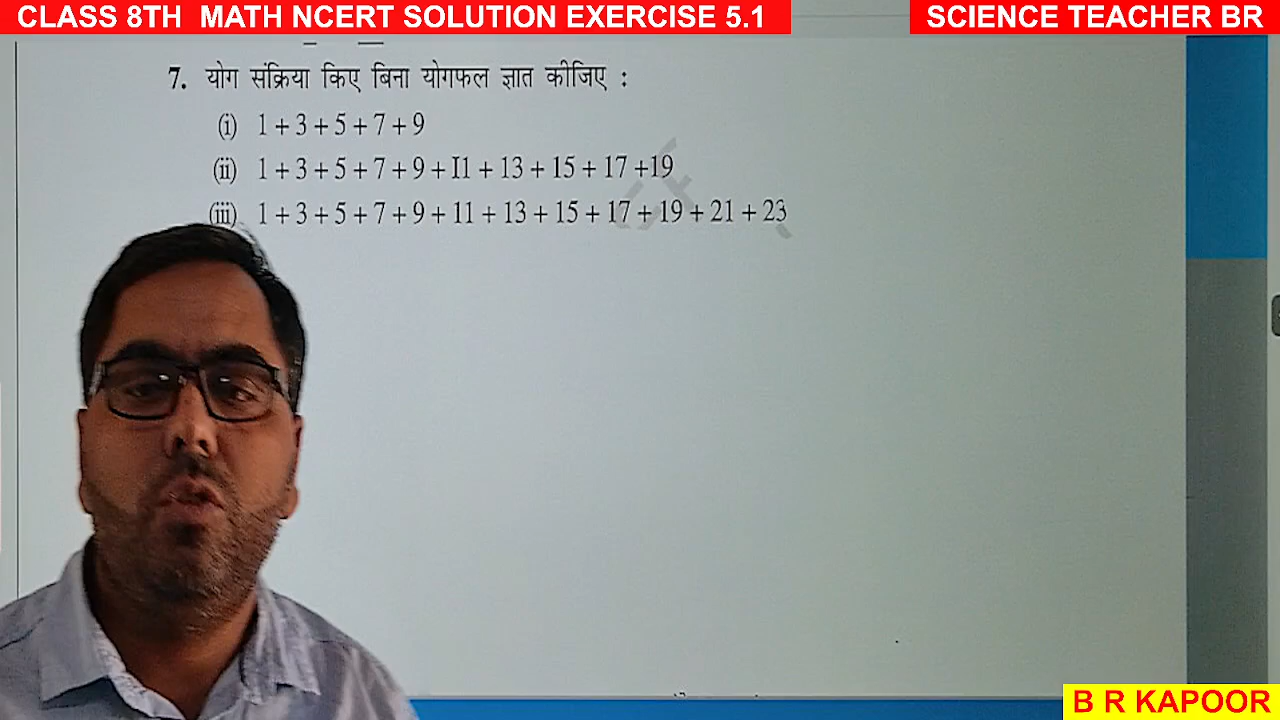 CLASS 8TH MATH NCERT SOLUTION EXERCISE 5.1
SCIENCE TEACHER BR
7. योग संक्रिया किए बिना योगफल ज्ञात कीजिए :
(i) 1 + 3 + 5 + 7 + 9
(ii) 1 + 3 + 5 + 7 + 9 + I1 + 13 + 15 + 17 +19
(iii) 1 + 3 + 5 + 7 + 9 + 11 + 13 + 15 + 17 + 19 + 21 + 23
B R KAPOOR